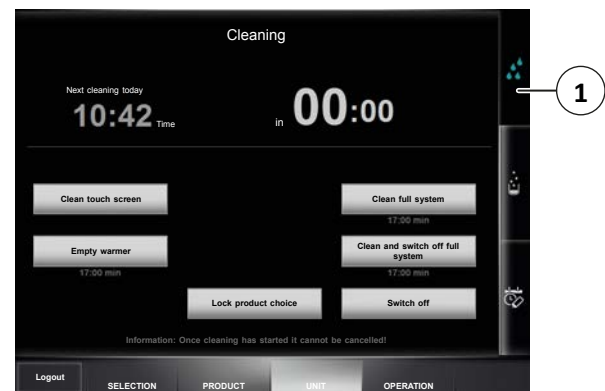 Cleaning
Next cleaning today
10:42 Time
in 00:00
1
Clean touch screen
Clean full system
17:00 min
Empty warmer
17:00 min
Clean and switch off full
system
17:00 min
Lock product choice
Switch off
Information: Once cleaning has started it cannot be cancelled!
Logout
SELECTION
PRODUCT
UNIT
OPERATION